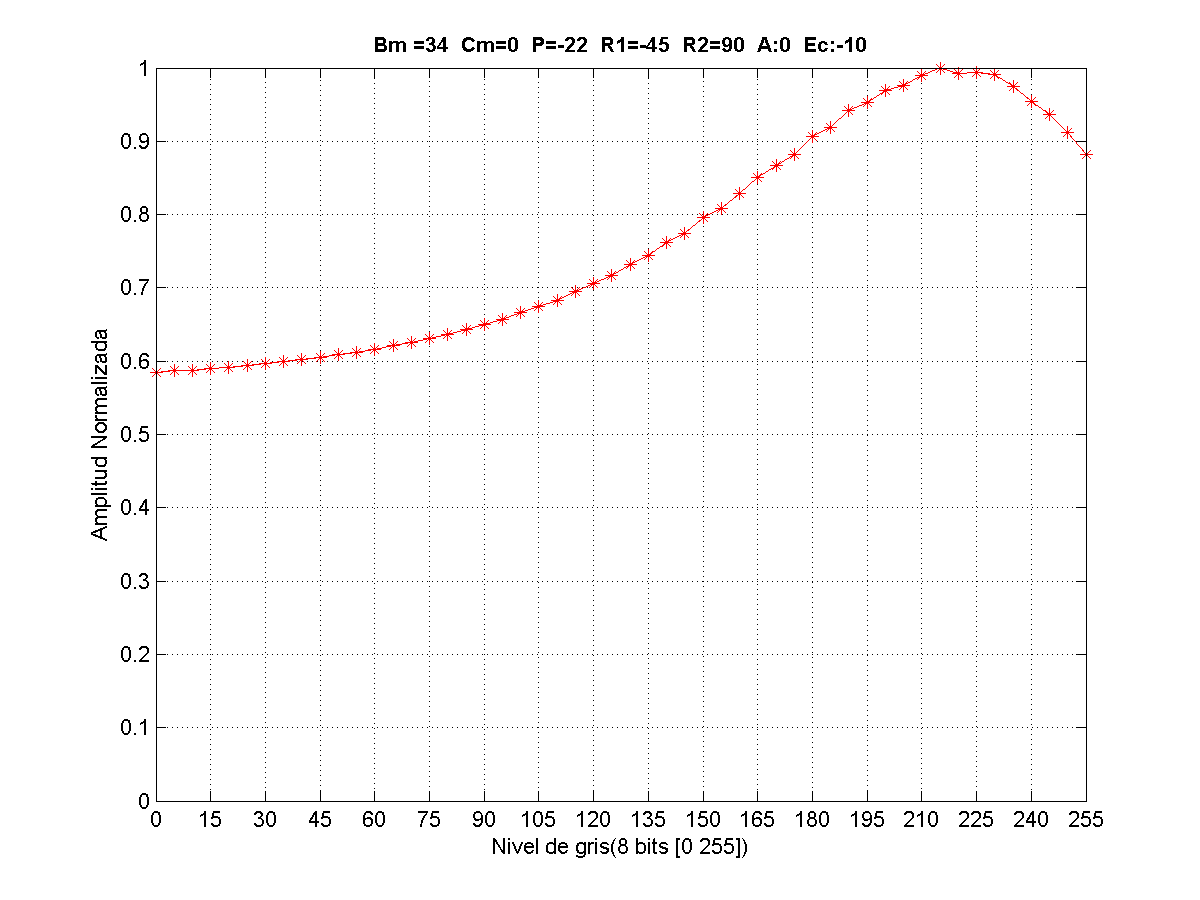 Bm =34  Cm=0  P=-22  R1=-45  R2=90  A:0  Ec:-10
1
0.9
0.8
0.7
0.6
0.5
0.4
0.3
0.2
0.1
0
Amplitud Normalizada
0 15 30 45 60 75 90 105 120 135 150 165 180 195 210 225 240 255
Nivel de gris(8 bits [0 255])